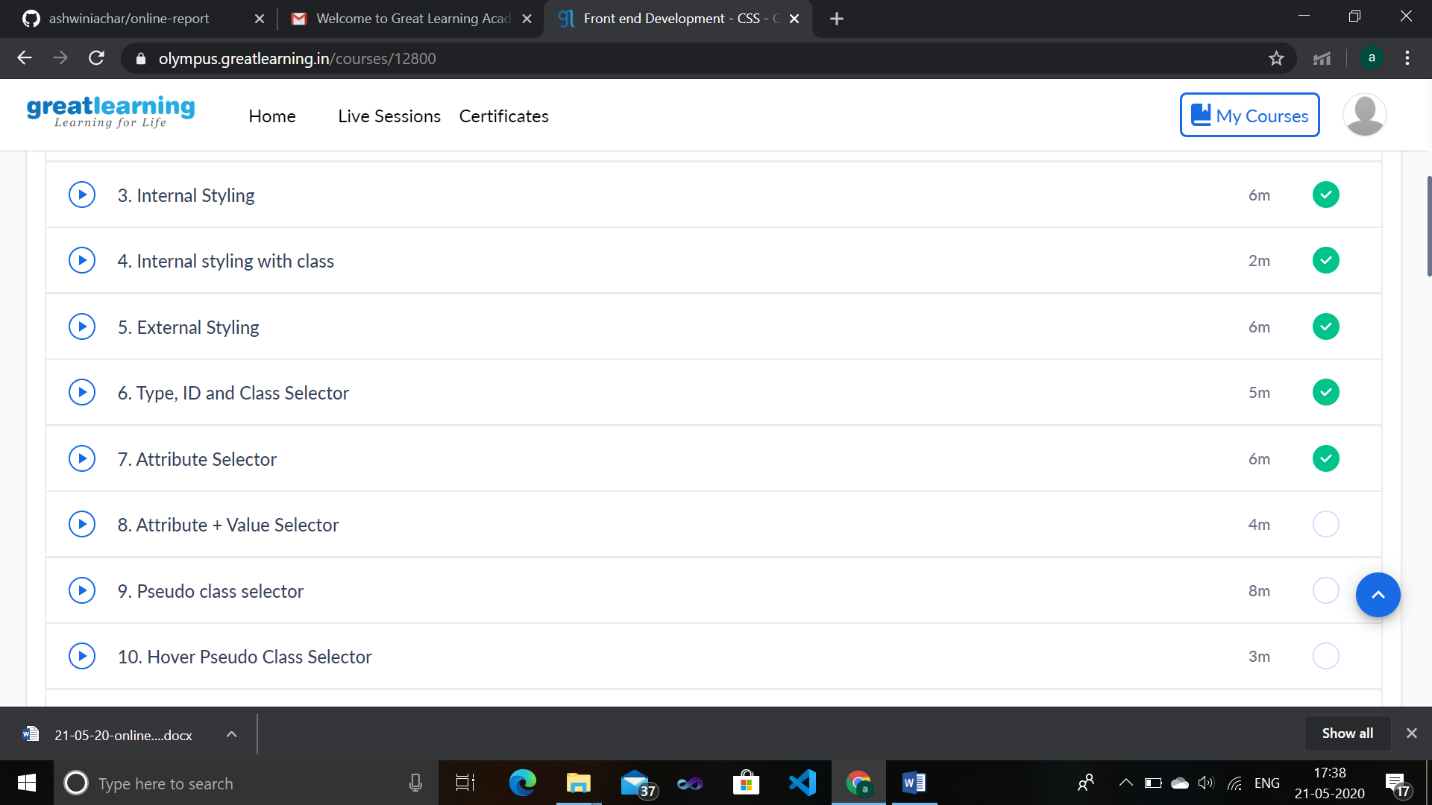 ashwiniachar/online-report
Welcome to Great Learning Acad
Front end Development - CSS - G
olympus.greatlearning.in/courses/12800
a
greatlearning
Learning for Life
Home Live Sessions Certificates
My Courses
3. Internal Styling 6m
4. Internal styling with class 2m
5. External Styling 6m
6. Type, ID and Class Selector 5m
7. Attribute Selector 6m
8. Attribute + Value Selector 4m
9. Pseudo class selector 8m
10. Hover Pseudo Class Selector 3m
21-05-20-online....docx
Show all
Type here to search
37
ENG
17:38
21-05-2020
17